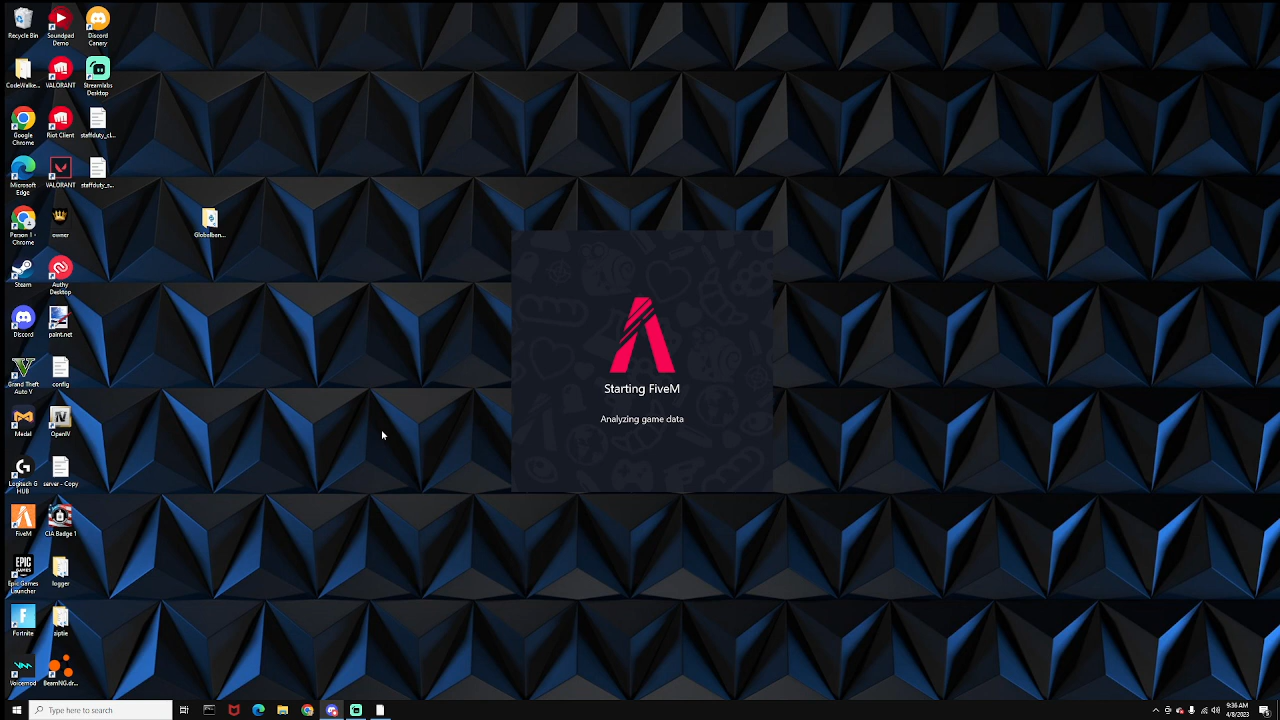 Recycle Bin
Soundpad
Demo
Discord
Canary
CodeWalke...
VALORANT
Streamlabs
Desktop
Google
Chrome
Riot Client
staffduty_cl...
Microsoft
Edge
VALORANT
staffduty_s...
Person 1 -
Chrome
owner
Globalban...
Steam
Authy
Desktop
Discord
paint.net
Grand Theft
Auto V
config
Starting FiveM
Analyzing game data
Medal
OpenIV
Logitech G
HUB
server - Copy
FiveM
CIA Badge 1
EPIC
GAMES
Epic Games
Launcher
logger
Fortnite
Voicemod
BeamNG.dr...
Type here to search
9:36 AM
4/8/2023